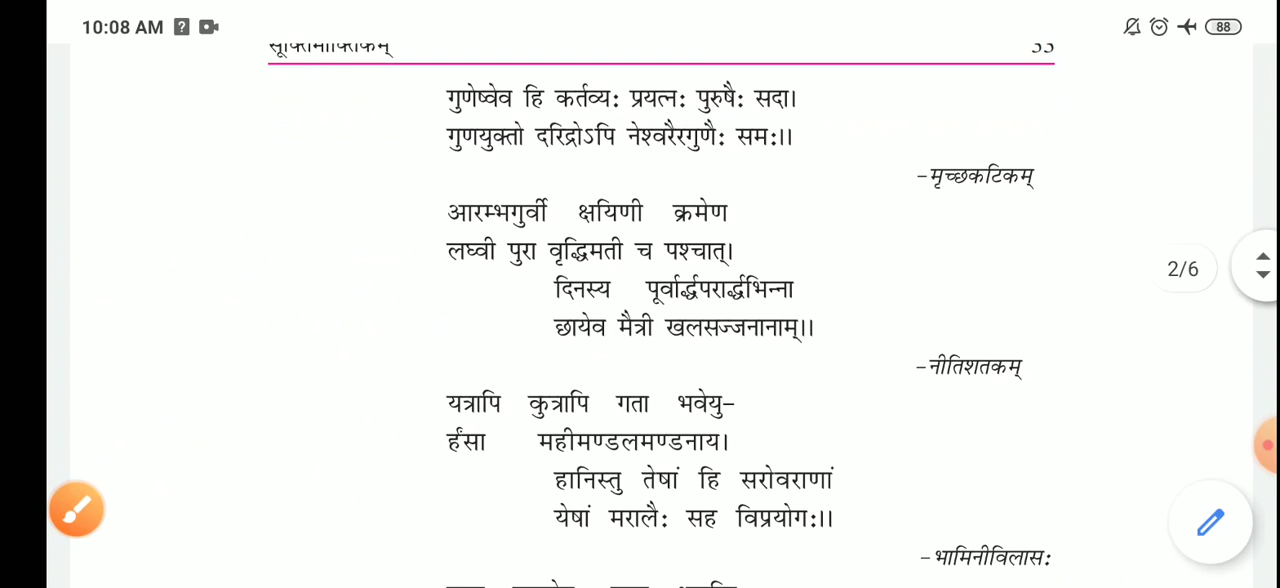 10:08 AM
88
सूक्तिमौक्तिकम्
गुणेष्वेव हि कर्तव्यः प्रयत्नः पुरुषैः सदा।
गुणयुक्तो दरिद्रोऽपि नेश्वरैरगुणैः समः।।
-मृच्छकटिकम्
आरम्भगुर्वी क्षयिणी क्रमेण
लघ्वी पुरा वृद्धिमती च पश्चात्।
2/6
दिनस्य पूर्वार्द्धपरार्द्धभिन्ना
छायेव मैत्री खलसज्जनानाम्।।
-नीतिशतकम्
यत्रापि कुत्रापि गता भवेयु-
र्हंसा महीमण्डलमण्डनाय।
हानिस्तु तेषां हि सरोवराणां
येषां मरालैः सह विप्रयोगः।।
-भामिनीविलासः